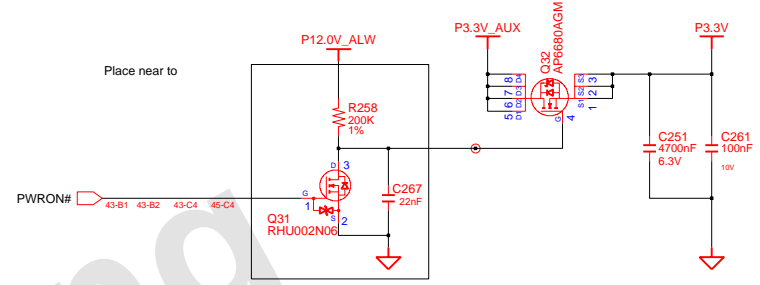 P12.0V_ALW
P3.3V_AUX
P3.3V
Place near to
Q32
AP6680AGM
8 D4
7 D3
6 D2
5 D1
S3 3
S2 2
S1 1
G 4
R258
200K
1%
C251
4700nF
6.3V
C261
100nF
10V
D 3
C267
22nF
PWRON#
43-B1 43-B2 43-C4 45-C4
G
1
S 2
Q31
RHU002N06
ng